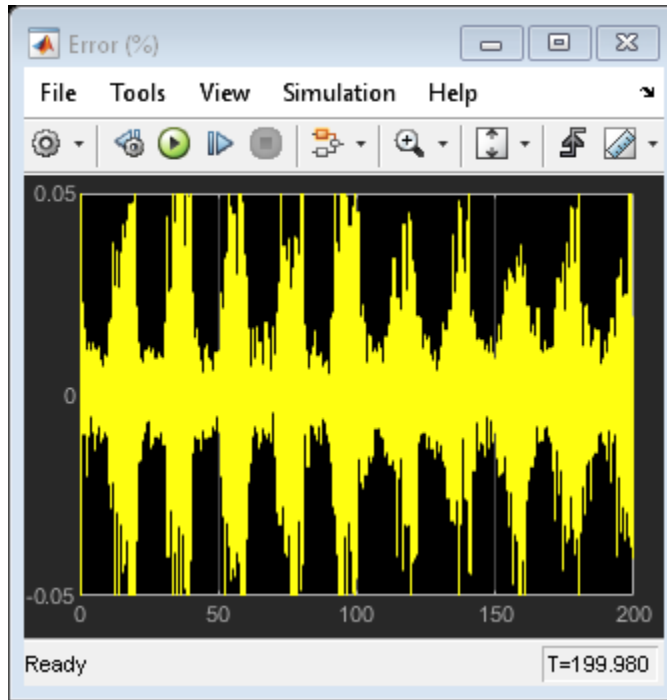 Error (%)
File Tools View Simulation Help
0.05
0
-0.05
0 50 100 150 200
Ready T=199.980